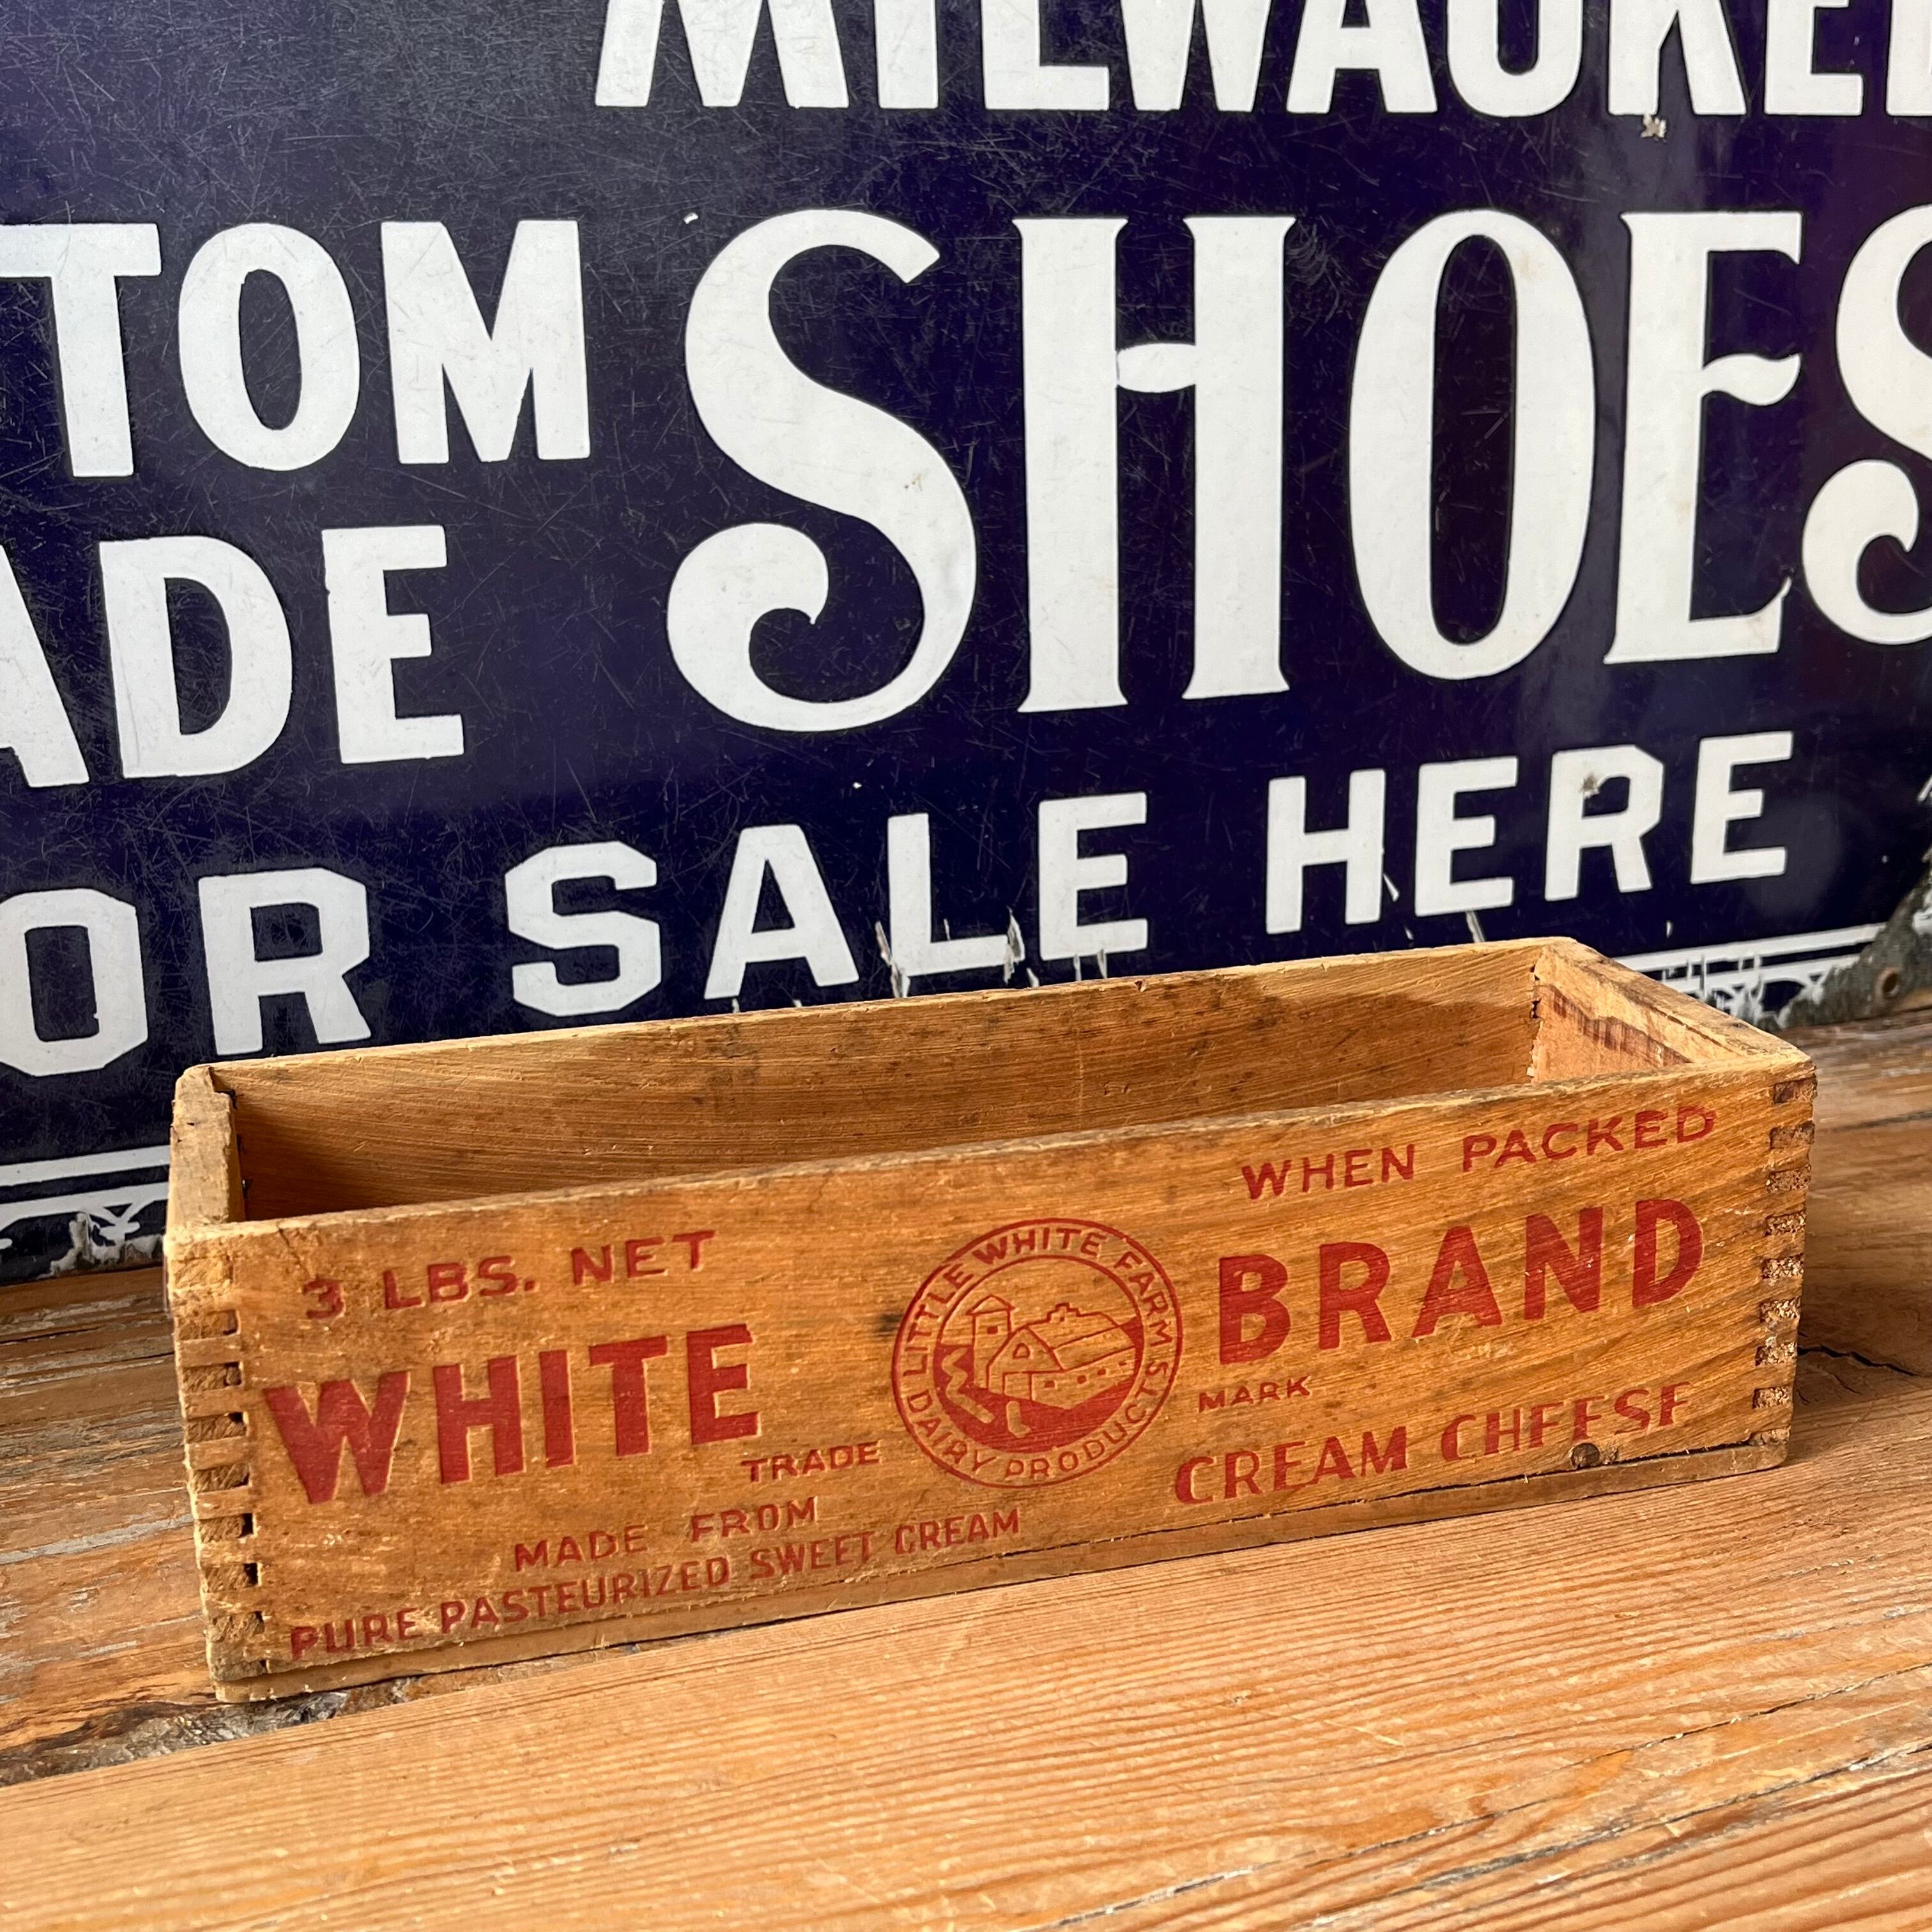 MILWAUKEE
TOM
ADE
SHOES
OR SALE HERE
3 LBS. NET
WHEN PACKED
WHITE
BRAND
TRADE
MARK
LITTLE WHITE FARMS
DAIRY PRODUCTS
MADE FROM
PURE PASTEURIZED SWEET CREAM
CREAM CHEESE